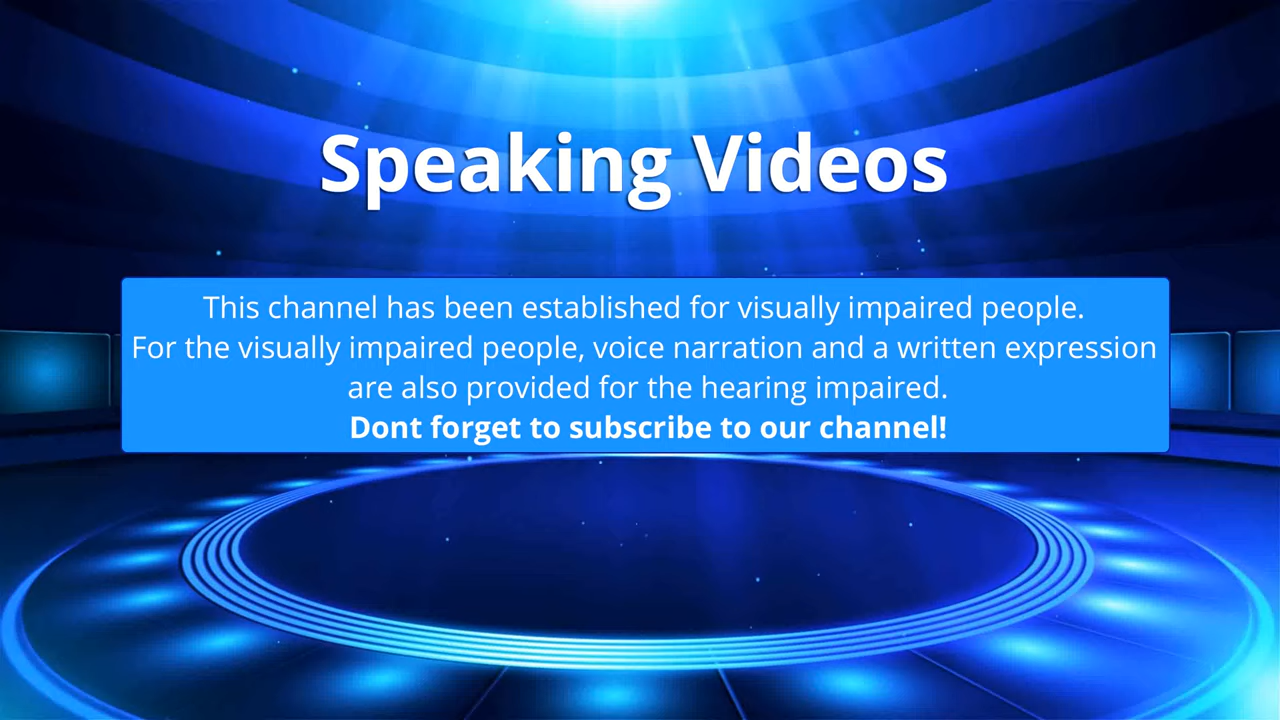 Speaking Videos
This channel has been established for visually impaired people.
For the visually impaired people, voice narration and a written expression
are also provided for the hearing impaired.
Dont forget to subscribe to our channel!